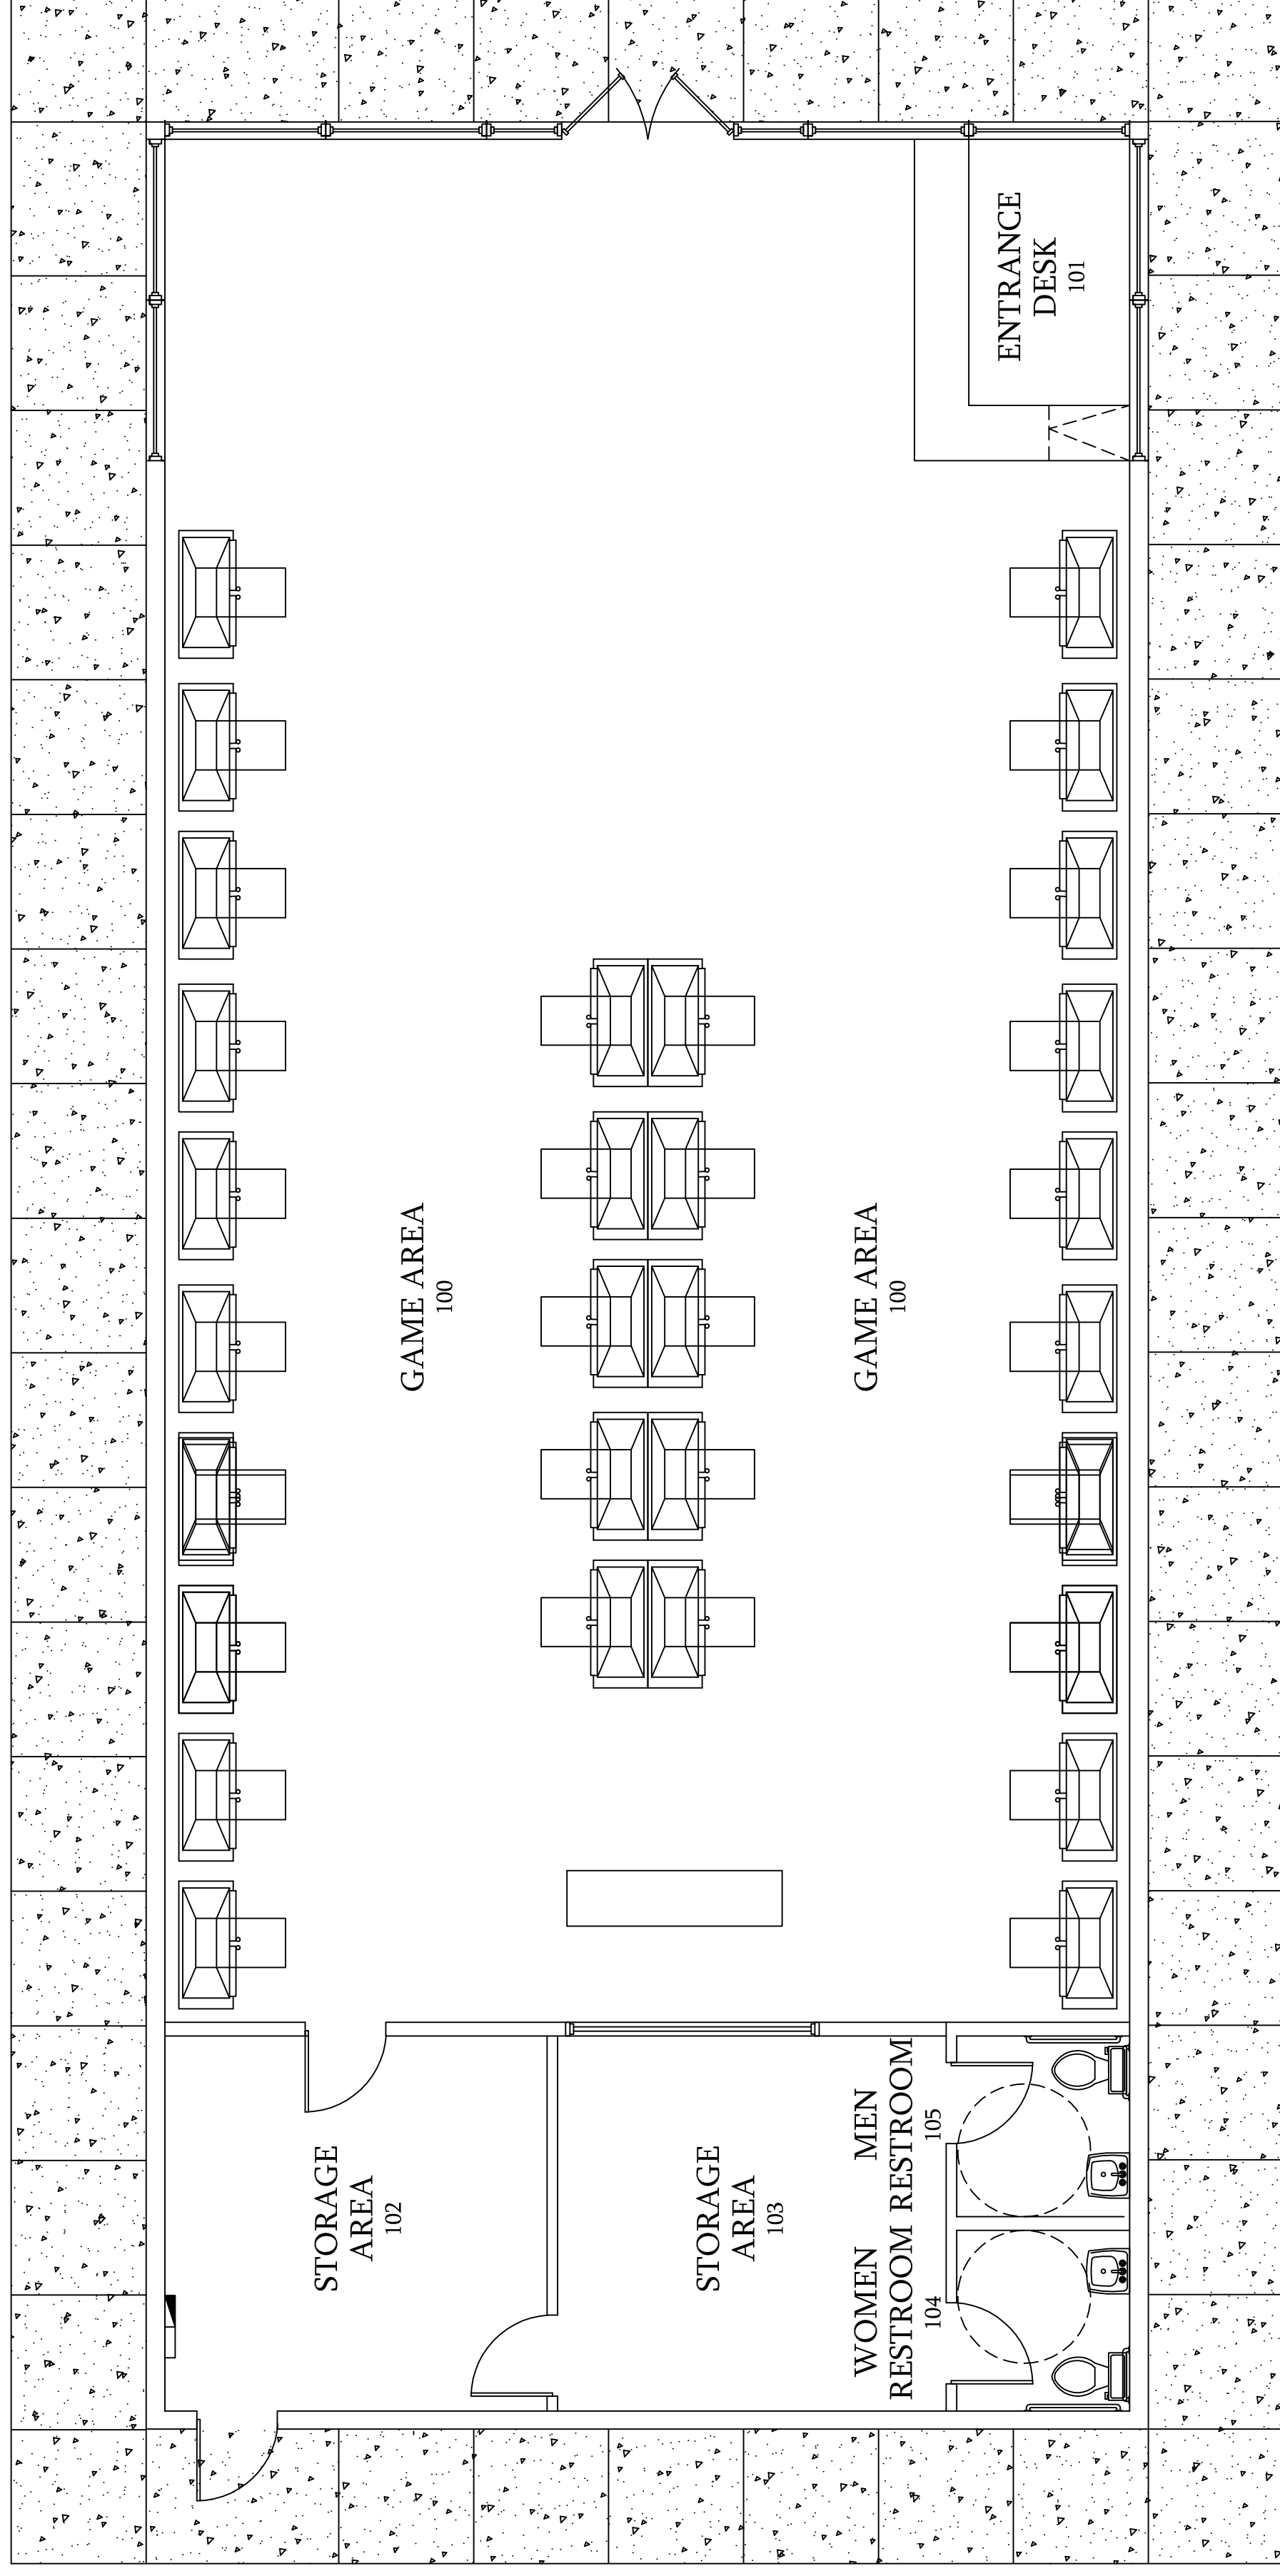 ENTRANCE
DESK
101
GAME AREA
100
GAME AREA
100
STORAGE
AREA
102
STORAGE
AREA
103
MEN
RESTROOM
105
WOMEN
RESTROOM
104